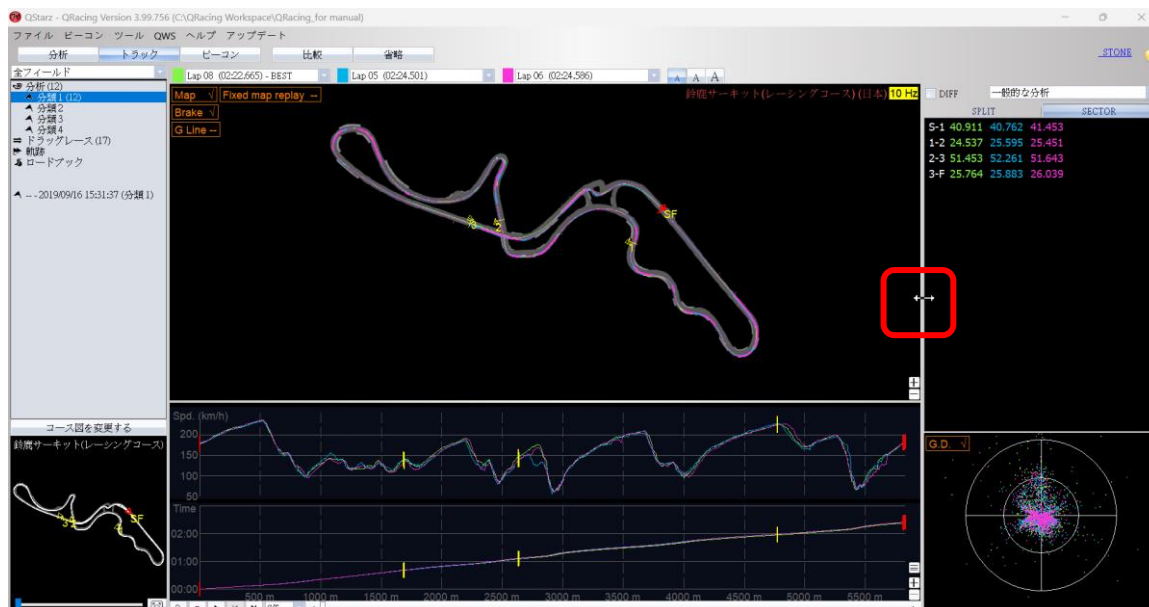 QStarz - QRacing Version 3.99.756 (C:\QRacing Workspace\QRacing_for manual)
ファイル ビーコン ツール QWS ヘルプ アップデート
分析 トラック ビーコン 比較 省略
STONE
全フィールド
Lap 08 (02:22.665) - BEST Lap 05 (02:24.501) Lap 06 (02:24.586) A A A
分析 (12)
分類 1 (12)
分類 2
分類 3
分類 4
ドラッグレース (17)
軌跡
ロードブック
-- - 2019/09/16 15:31:37 (分類 1)
Map √ Fixed map replay --
Brake √
G Line --
鈴鹿サーキット(レーシングコース) (日本) 10 Hz
SF
2
DIFF 一般的な分析
SPLIT SECTOR
S-1 40.911 40.762 41.453
1-2 24.537 25.595 25.451
2-3 51.453 52.261 51.643
3-F 25.764 25.883 26.039
コース図を変更する
鈴鹿サーキット(レーシングコース)
SF
Spd. (km/h)
200
150
100
50
Time
02:00
01:00
00:00
500 m 1000 m 1500 m 2000 m 2500 m 3000 m 3500 m 4000 m 4500 m 5000 m 5500 m
G.D. √